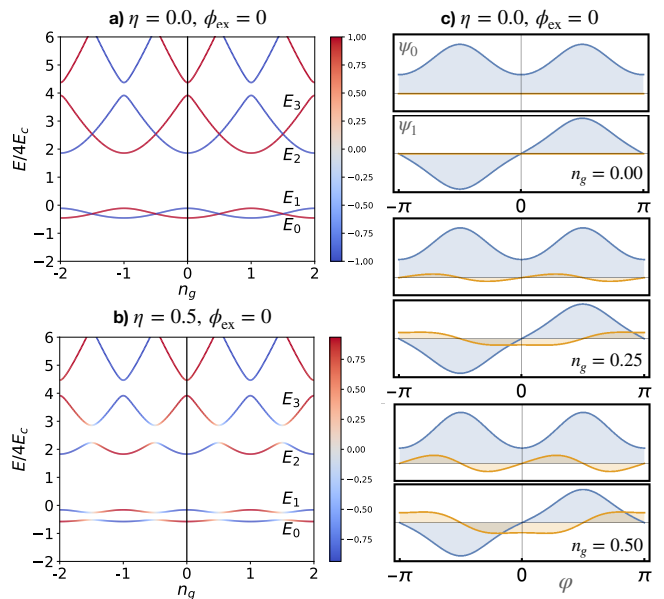 a) η = 0.0, ϕex = 0
E/4Ec
6
5
4
3
2
1
0
−1
−2
E3
E2
E1
E0
-2
-1
0
1
2
ng
1.00
0.75
0.50
0.25
0.00
−0.25
−0.50
−0.75
−1.00
b) η = 0.5, ϕex = 0
E/4Ec
6
5
4
3
2
1
0
−1
−2
E3
E2
E1
E0
-2
-1
0
1
2
ng
0.75
0.50
0.25
0.00
−0.25
−0.50
−0.75
c) η = 0.0, ϕex = 0
ψ0
ψ1
ng = 0.00
−π 0 π
ng = 0.25
−π 0 π
ng = 0.50
−π 0 φ π